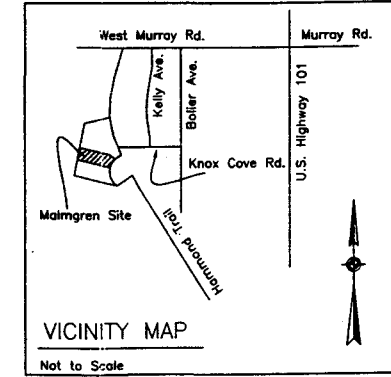 West Murray Rd.
Murray Rd.
Kelly Ave.
Bolier Ave.
U.S. Highway 101
Knox Cove Rd.
Malmgren Site
Hammond Trail
VICINITY MAP
Not to Scale